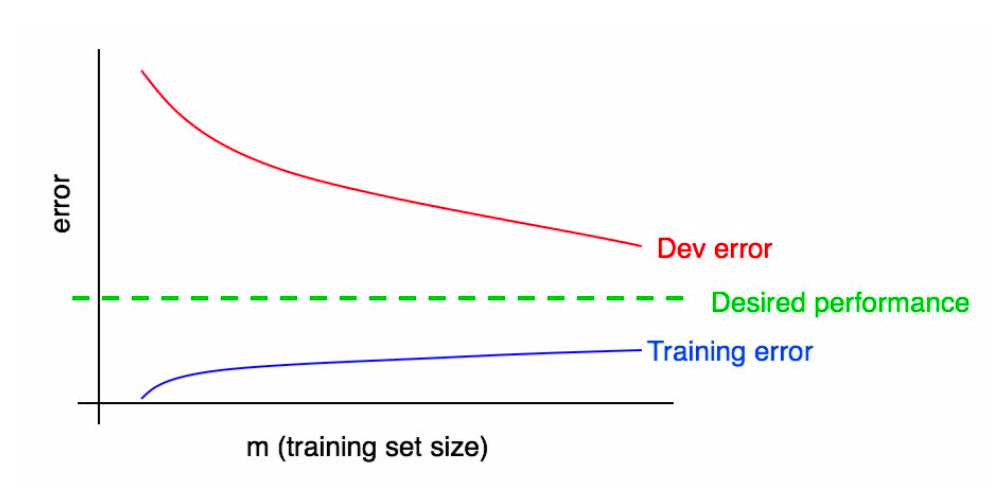 error
Dev error
Desired performance
Training error
m (training set size)